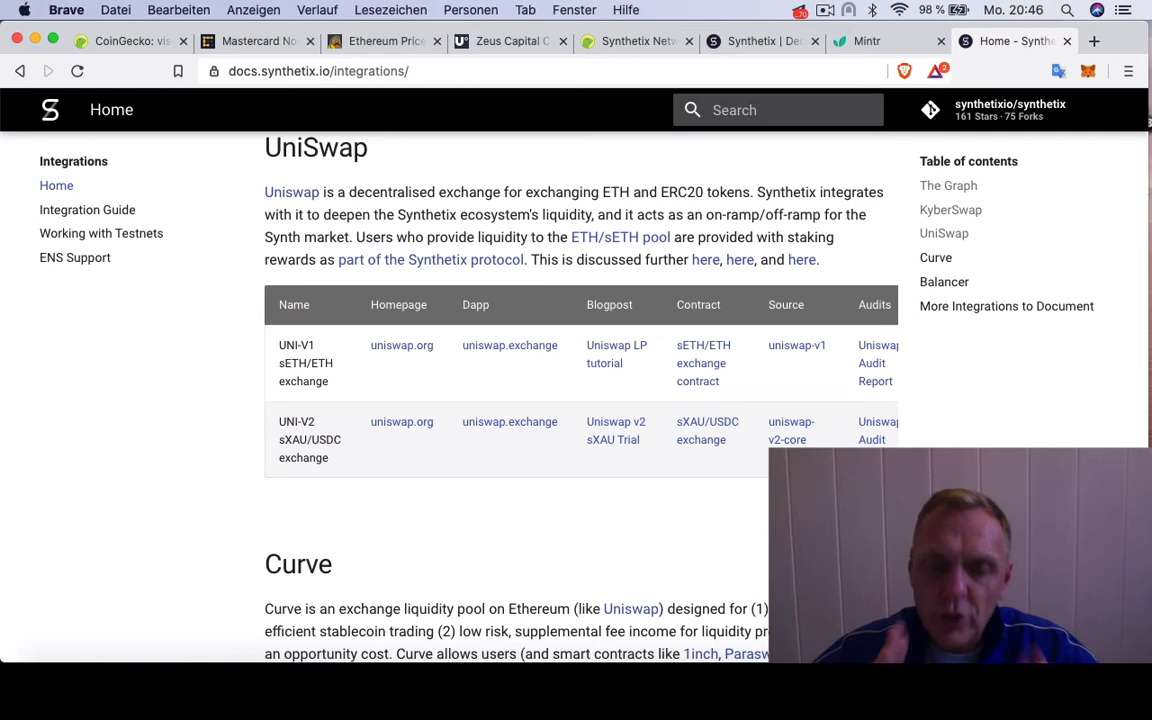 Brave Datei Bearbeiten Anzeigen Verlauf Lesezeichen Personen Tab Fenster Hilfe 98 % Mo. 20:46
CoinGecko: vis Mastercard No Ethereum Price Zeus Capital C Synthetix Netw Synthetix | Dec Mintr Home - Synthe
docs.synthetix.io/integrations/ 2
Home
Search
synthetixio/synthetix
161 Stars · 75 Forks
Integrations
Home
Integration Guide
Working with Testnets
ENS Support
UniSwap
Uniswap is a decentralised exchange for exchanging ETH and ERC20 tokens. Synthetix integrates
with it to deepen the Synthetix ecosystem's liquidity, and it acts as an on-ramp/off-ramp for the
Synth market. Users who provide liquidity to the ETH/sETH pool are provided with staking
rewards as part of the Synthetix protocol. This is discussed further here, here, and here.
Name Homepage Dapp Blogpost Contract Source Audits
UNI-V1 uniswap.org uniswap.exchange Uniswap LP sETH/ETH uniswap-v1 Uniswap
sETH/ETH tutorial exchange Audit
exchange contract Report
UNI-V2 uniswap.org uniswap.exchange Uniswap v2 sXAU/USDC uniswap- Uniswap
sXAU/USDC sXAU Trial exchange v2-core Audit
exchange
Curve
Curve is an exchange liquidity pool on Ethereum (like Uniswap) designed for (1)
efficient stablecoin trading (2) low risk, supplemental fee income for liquidity pr
an opportunity cost. Curve allows users (and smart contracts like 1inch, Parasw
Table of contents
The Graph
KyberSwap
UniSwap
Curve
Balancer
More Integrations to Document